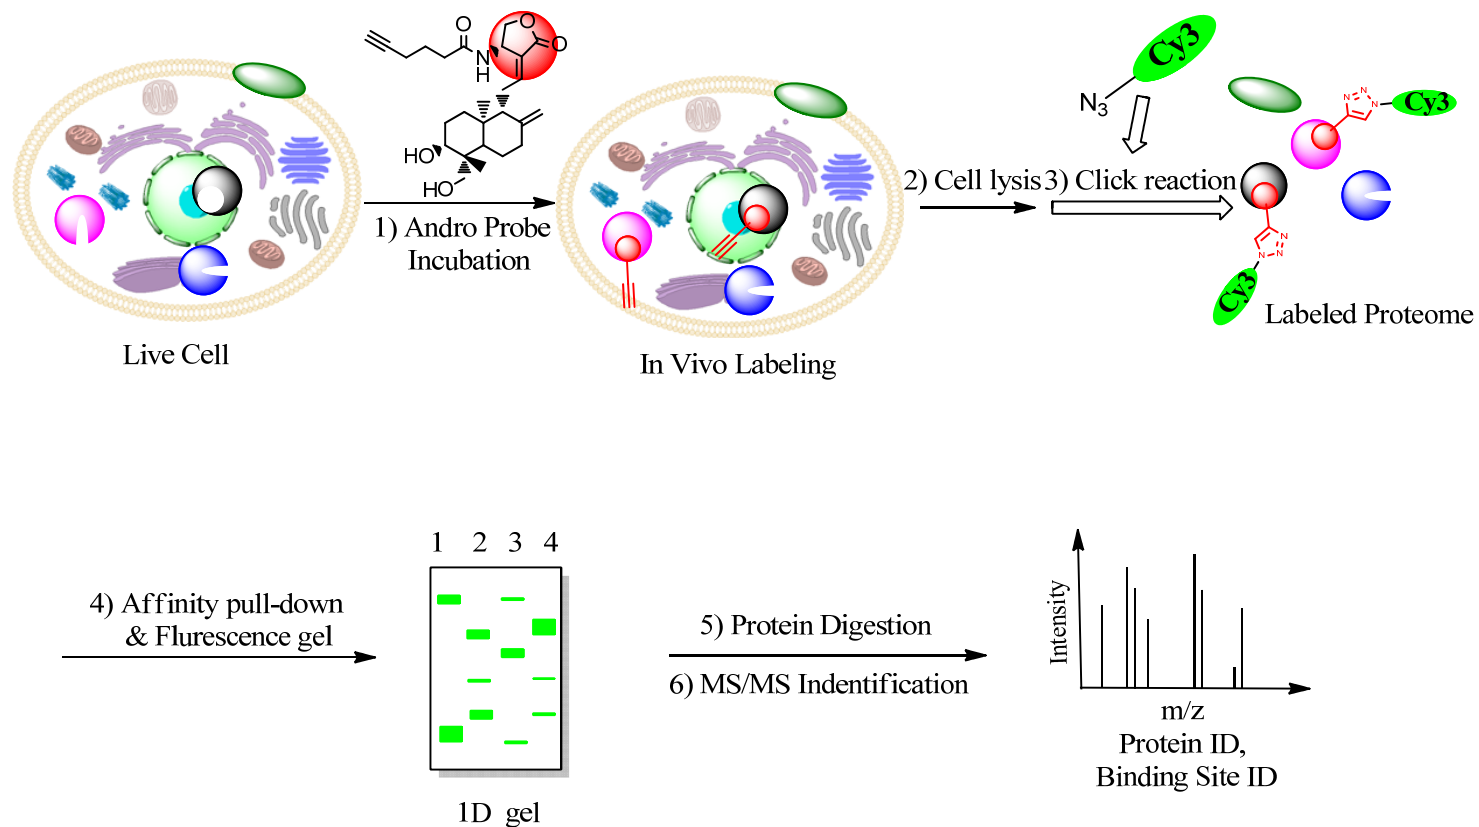 O
O
O
N
H
HO
HO
Cy3
N3
N
N
N
Cy3
1) Andro Probe
Incubation
2) Cell lysis
3) Click reaction
N
N
N
Cy3
Live Cell
In Vivo Labeling
Labeled Proteome
4) Affinity pull-down
& Flurescence gel
1 2 3 4
1D gel
5) Protein Digestion
6) MS/MS Indentification
Intensity
m/z
Protein ID,
Binding Site ID